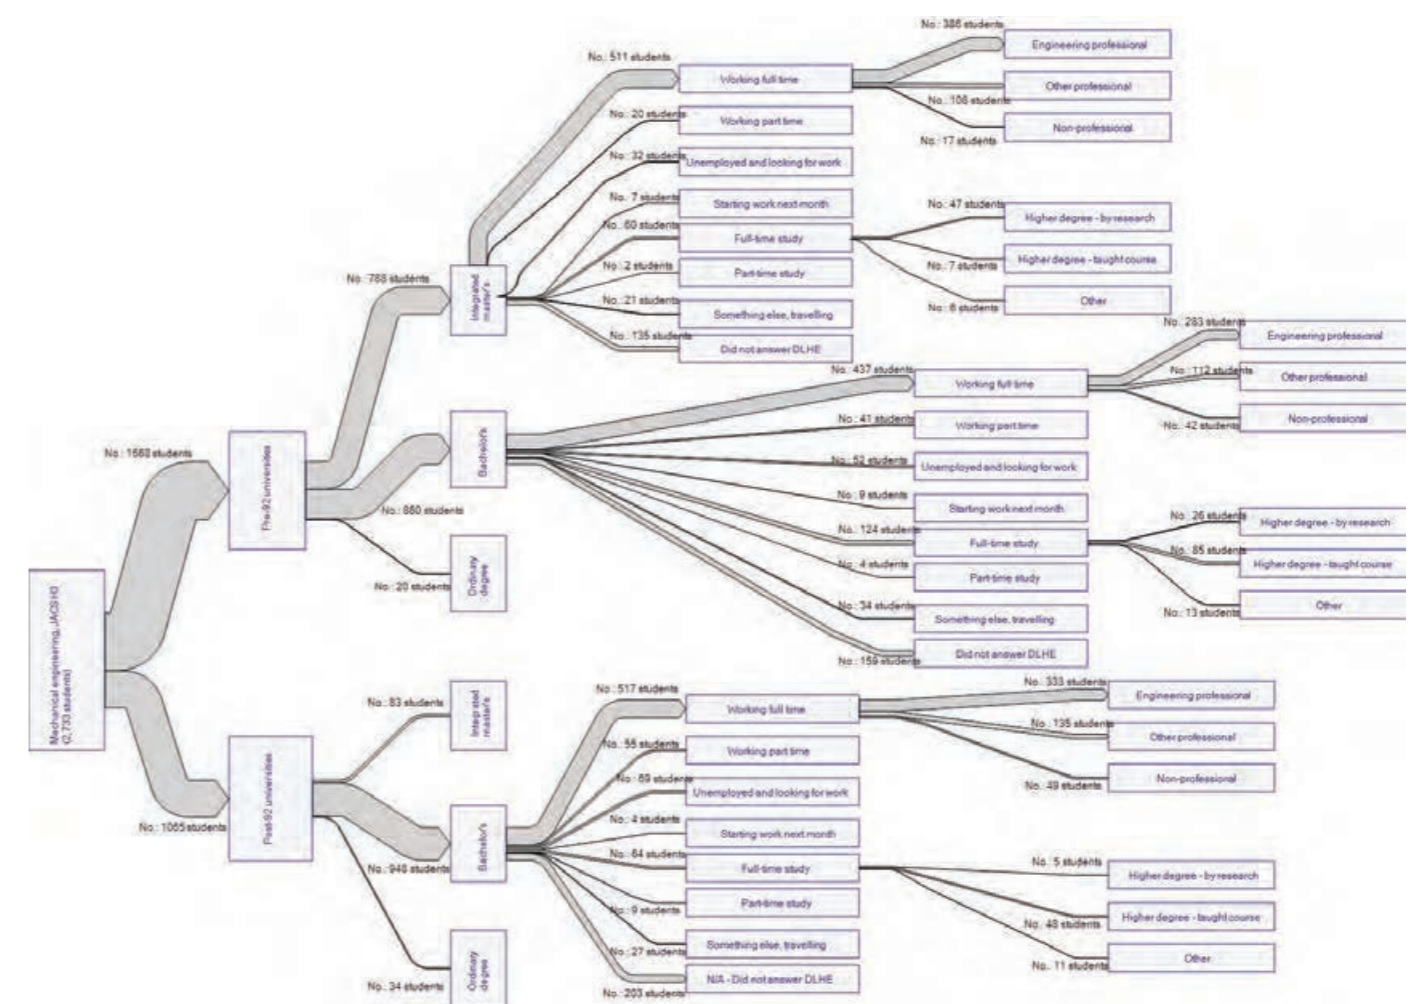 No.: 386 students
Engineering professional
No.: 511 students
Working full time
Other professional
No.: 108 students
No.: 20 students
Working part time
Non-professional
No.: 17 students
No.: 32 students
Unemployed and looking for work
No.: 7 students
Starting work next month
No.: 47 students
Higher degree - by research
No.: 60 students
Full-time study
No.: 7 students
Higher degree - taught course
No.: 2 students
Part-time study
Other
No.: 6 students
No.: 21 students
Something else, travelling
No.: 135 students
Did not answer DLHE
No.: 788 students
Integrated
master's
No.: 283 students
Engineering professional
No.: 437 students
Working full-time
No.: 112 students
Other professional
No.: 41 students
Working part time
Non-professional
No.: 42 students
No.: 52 students
Unemployed and looking for work
No.: 9 students
Starting work next month
No.: 26 students
Higher degree - by research
No.: 124 students
Full-time study
No.: 85 students
Higher degree - taught course
No.: 4 students
Part-time study
Other
No.: 13 students
No.: 34 students
Something else, travelling
Did not answer DLHE
No.: 159 students
Bachelor's
No.: 1668 students
Pre-92 universities
No.: 860 students
No.: 20 students
Ordinary
degree
Mechanical engineering, JACS H3
(2,733 students)
No.: 83 students
Integrated
master's
No.: 1065 students
Post-92 universities
No.: 948 students
Bachelor's
No.: 34 students
Ordinary
degree
No.: 517 students
Working full time
No.: 333 students
Engineering professional
No.: 135 students
Other professional
No.: 55 students
Working part time
Non-professional
No.: 49 students
No.: 69 students
Unemployed and looking for work
No.: 4 students
Starting work next month
No.: 64 students
Full-time study
No.: 5 students
Higher degree - by research
No.: 9 students
Part-time study
No.: 48 students
Higher degree - taught course
No.: 27 students
Something else, travelling
Other
No.: 11 students
N/A - Did not answer DLHE
No.: 203 students